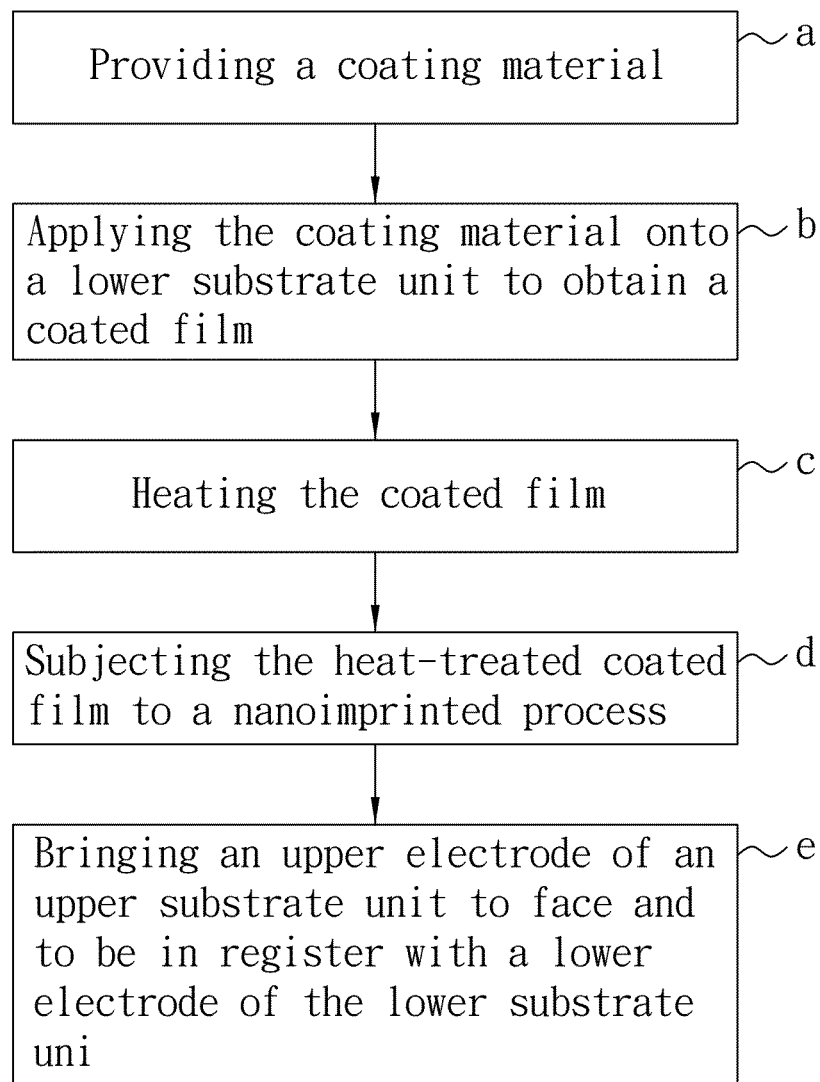 Providing a coating material
a
Applying the coating material onto
a lower substrate unit to obtain a
coated film
b
Heating the coated film
c
Subjecting the heat-treated coated
film to a nanoimprinted process
d
Bringing an upper electrode of an
upper substrate unit to face and
to be in register with a lower
electrode of the lower substrate
uni
e